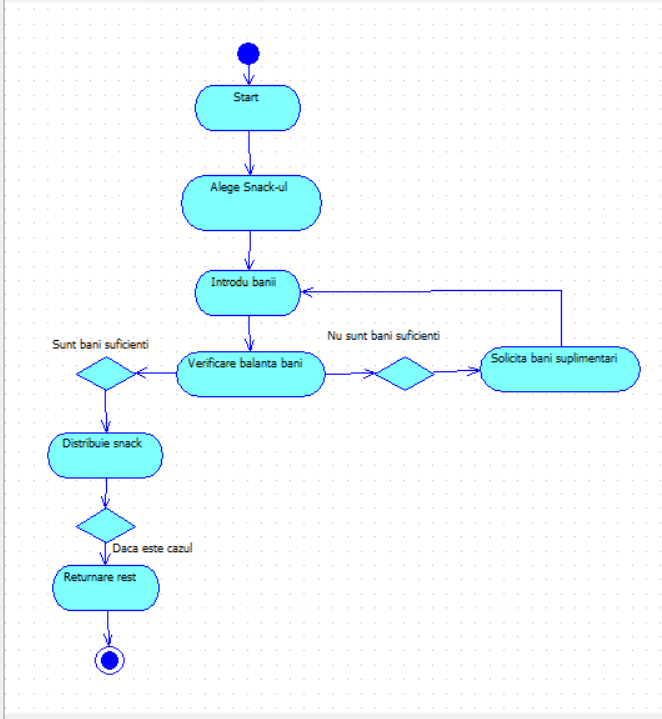 Start
Alege Snack-ul
Introdu banii
Nu sunt bani suficienti
Sunt bani suficienti
Verificare balanta bani
Solicita bani suplimentari
Distribuie snack
Daca este cazul
Returnare rest